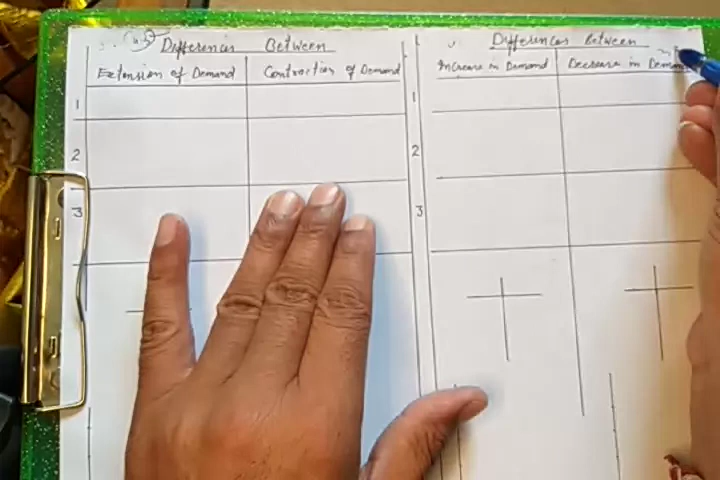 Differences Between
Extension of Demand
Contraction of Demand
1
2
3
Differences Between
Increase in Demand
Decrease in Demand
1
2
3